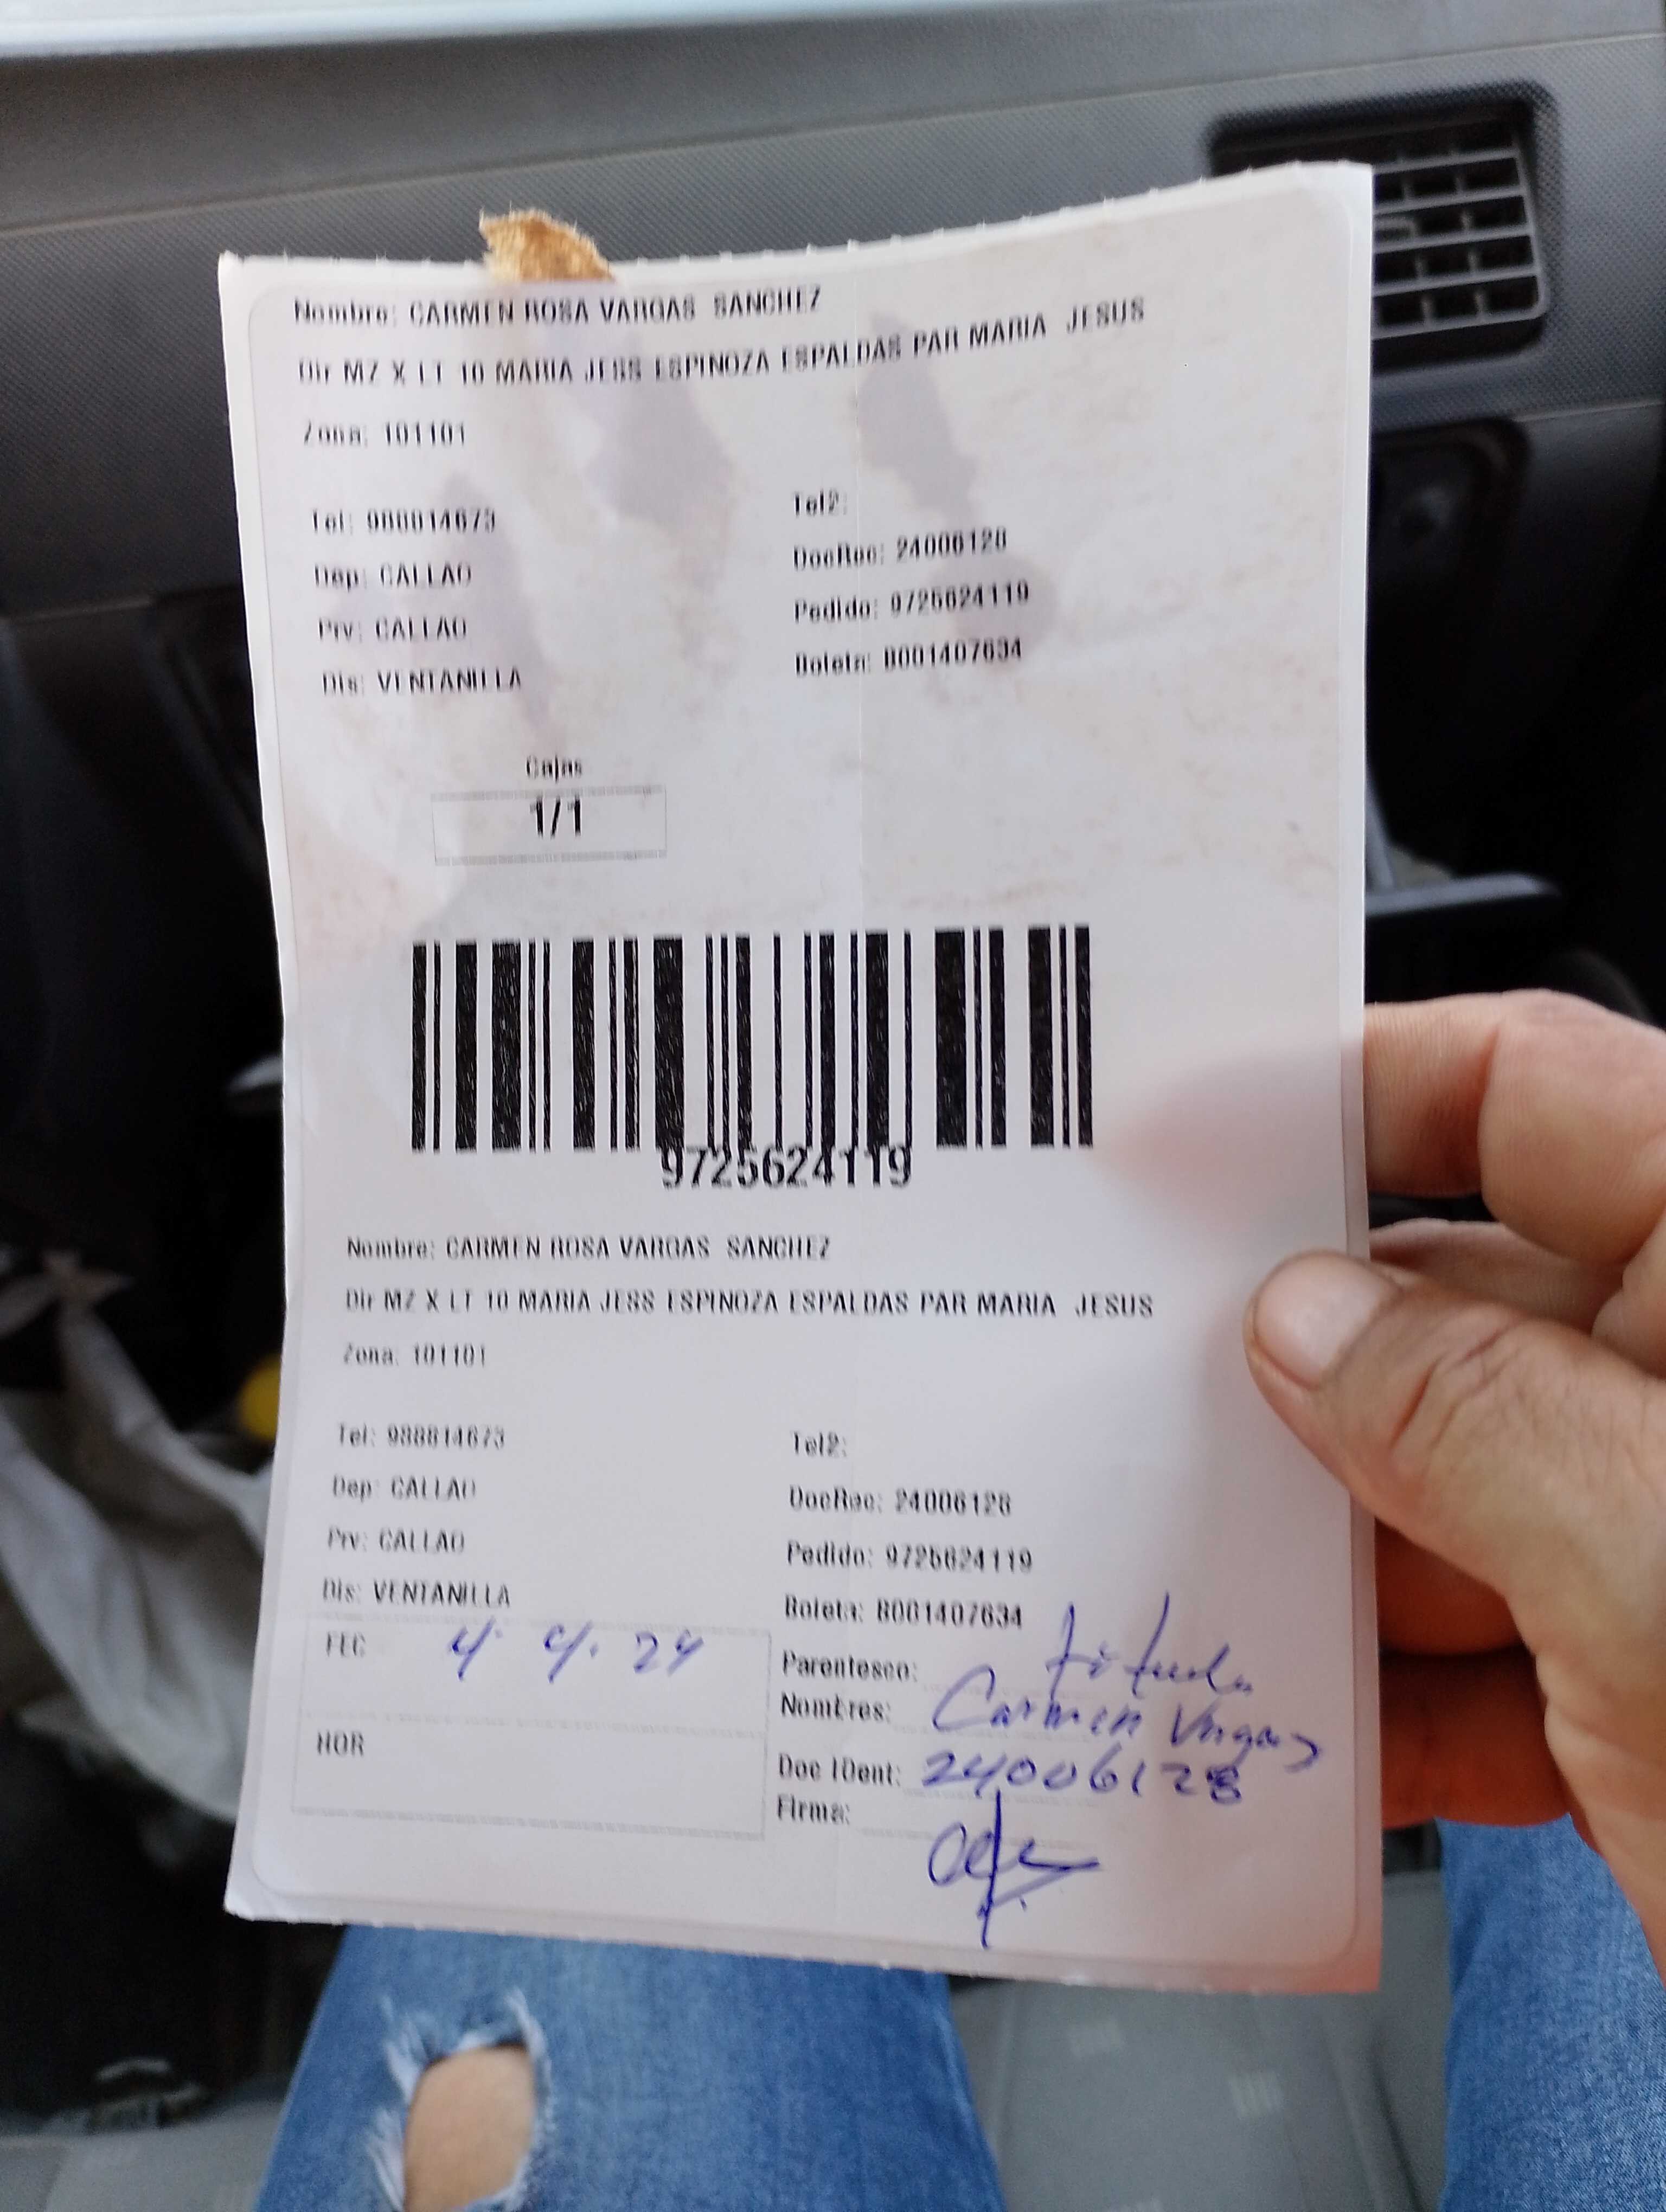 Nombre: CARMEN ROSA VARGAS SANCHEZ
Dir MZ X LT 10 MARIA JESS ESPINOZA ESPALDAS PAR MARIA JESUS
Zona: 101101
Tel: 988814673 Tel2:
Dep: CALLAO DocRec: 24006128
Prv: CALLAO Pedido: 9725624119
Dis: VENTANILLA Boleta: B001407634
Cajas
1/1
9725624119
Nombre: CARMEN ROSA VARGAS SANCHEZ
Dir MZ X LT 10 MARIA JESS ESPINOZA ESPALDAS PAR MARIA JESUS
Zona: 101101
Tel: 988814673 Tel2:
Dep: CALLAO DocRec: 24006128
Prv: CALLAO Pedido: 9725624119
Dis: VENTANILLA Boleta: B001407634
FEC 4. 4. 24
Parentesco:
Nombres: Carmen Vargas
HOR
Doc IDent: 24006128
Firma: